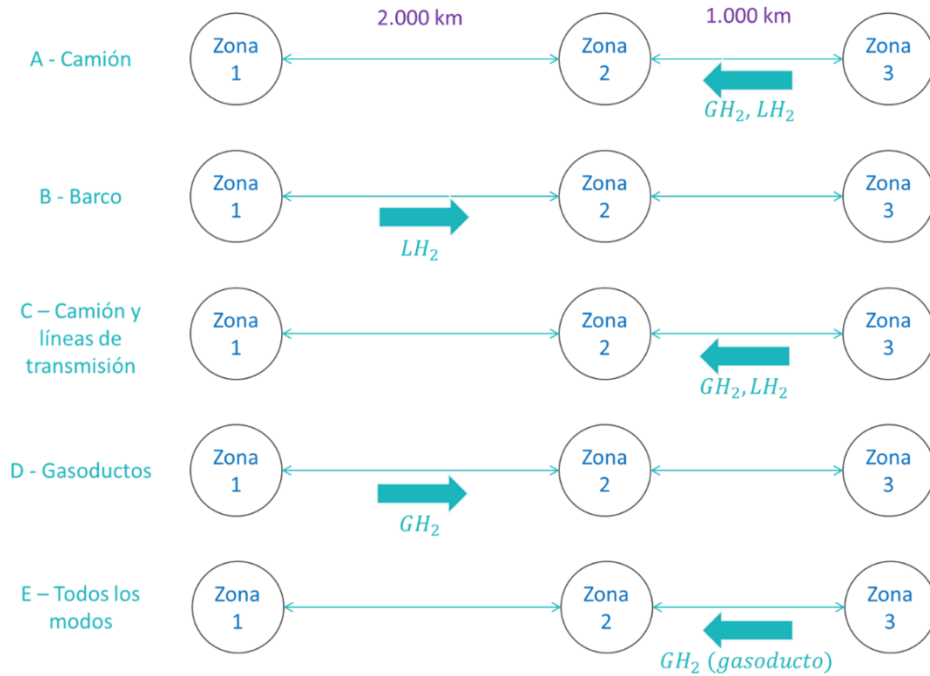 2.000 km 1.000 km
A - Camión
Zona
1
Zona
2
Zona
3
GH₂, LH₂
B - Barco
Zona
1
Zona
2
Zona
3
LH₂
C – Camión y
líneas de
transmisión
Zona
1
Zona
2
Zona
3
GH₂, LH₂
D - Gasoductos
Zona
1
Zona
2
Zona
3
GH₂
E – Todos los
modos
Zona
1
Zona
2
Zona
3
GH₂ (gasoducto)